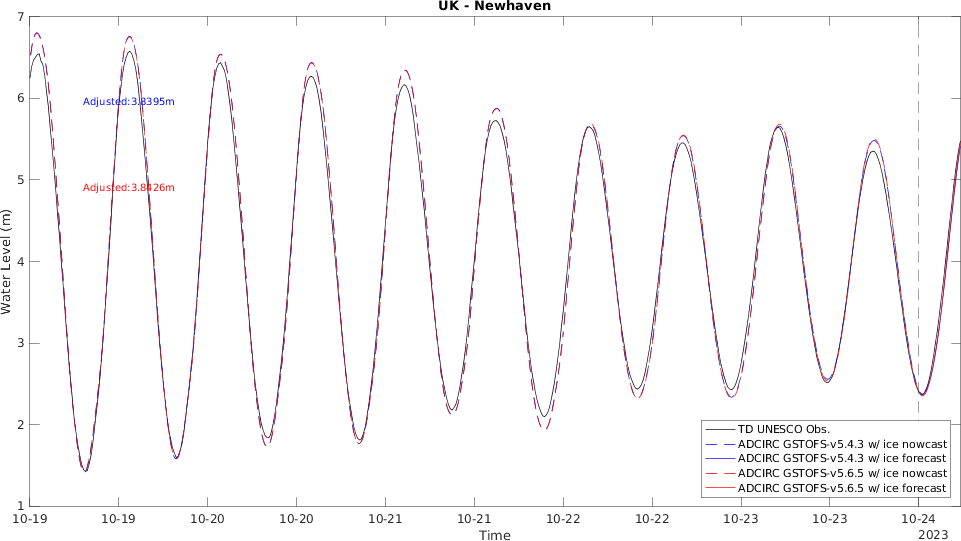 UK - Newhaven
7
6
5
4
3
2
1
Water Level (m)
Adjusted:3.8395m
Adjusted:3.8426m
TD UNESCO Obs.
ADCIRC GSTOFS-v5.4.3 w/ ice nowcast
ADCIRC GSTOFS-v5.4.3 w/ ice forecast
ADCIRC GSTOFS-v5.6.5 w/ ice nowcast
ADCIRC GSTOFS-v5.6.5 w/ ice forecast
10-19 10-19 10-20 10-20 10-21 10-21 10-22 10-22 10-23 10-23 10-24
Time
2023